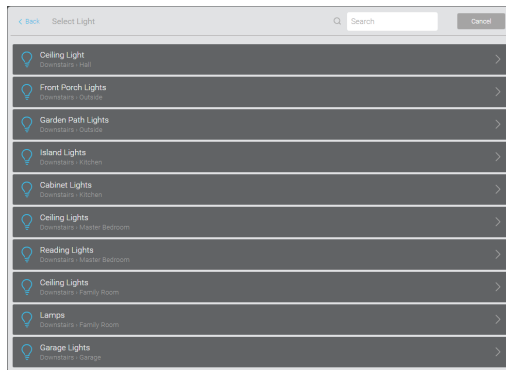 Back
Select Light
Search
Cancel
Ceiling Light
Downstairs › Hall
Front Porch Lights
Downstairs › Outside
Garden Path Lights
Downstairs › Outside
Island Lights
Downstairs › Kitchen
Cabinet Lights
Downstairs › Kitchen
Ceiling Lights
Downstairs › Master Bedroom
Reading Lights
Downstairs › Master Bedroom
Ceiling Lights
Downstairs › Family Room
Lamps
Downstairs › Family Room
Garage Lights
Downstairs › Garage